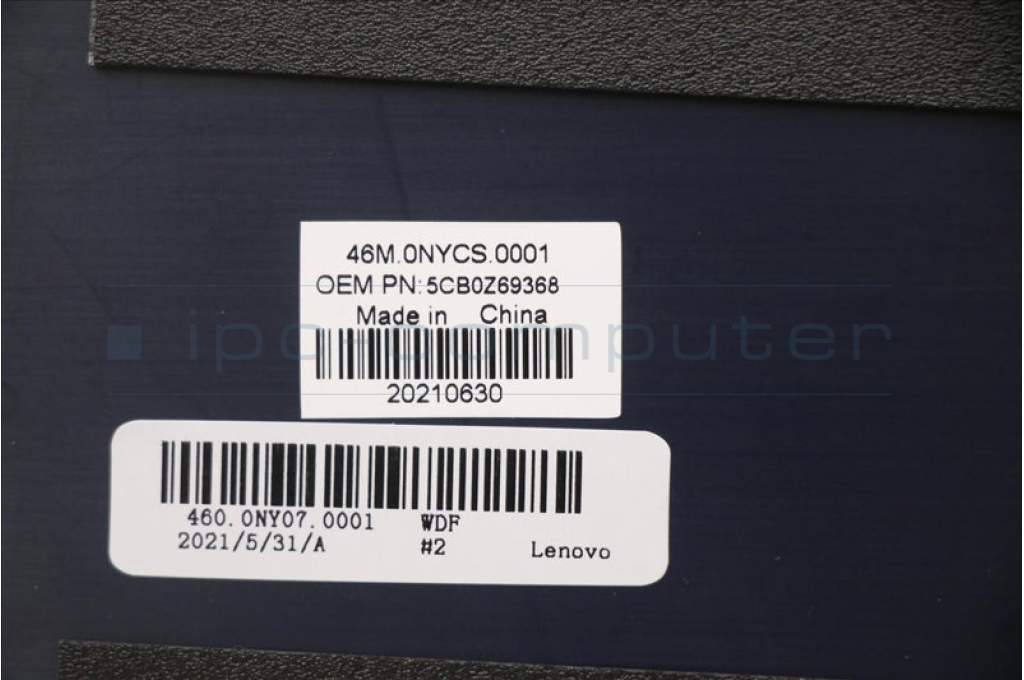 46M.0NYCS.0001
OEM PN: 5CB0Z69368
Made in China
ipc-computer
20210630
460.0NY07.0001 WDF
2021/5/31/A #2 Lenovo